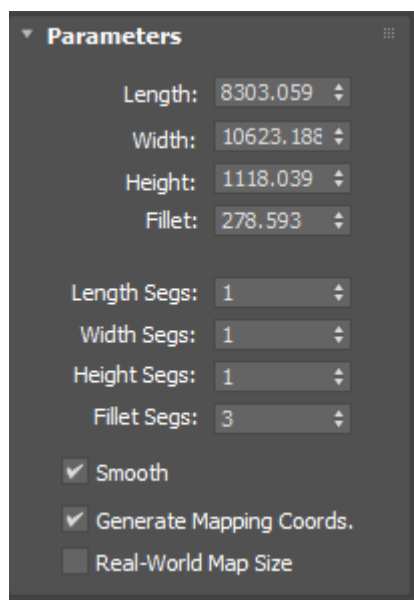 Parameters
Length: 8303.059
Width: 10623.188
Height: 1118.039
Fillet: 278.593
Length Segs: 1
Width Segs: 1
Height Segs: 1
Fillet Segs: 3
Smooth
Generate Mapping Coords.
Real-World Map Size